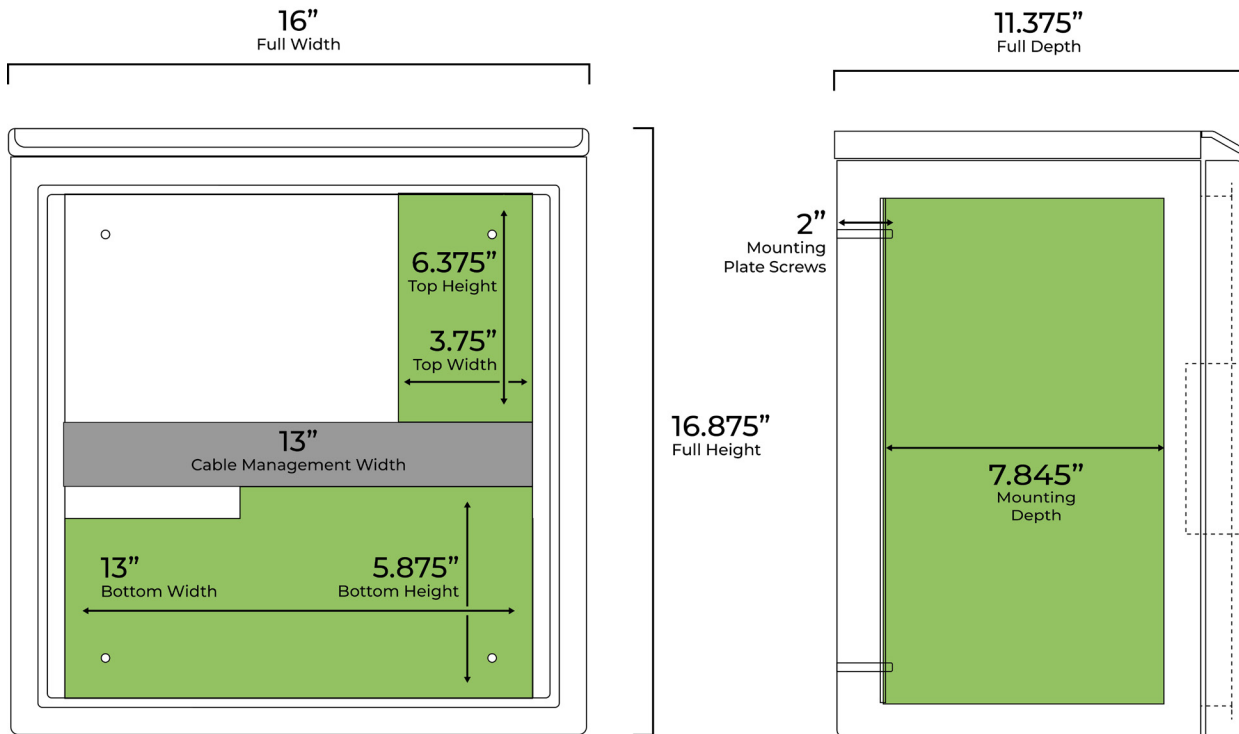 16”
Full Width
11.375”
Full Depth
6.375”
Top Height
3.75”
Top Width
13”
Cable Management Width
13”
Bottom Width
5.875”
Bottom Height
16.875”
Full Height
2”
Mounting
Plate Screws
7.845”
Mounting
Depth